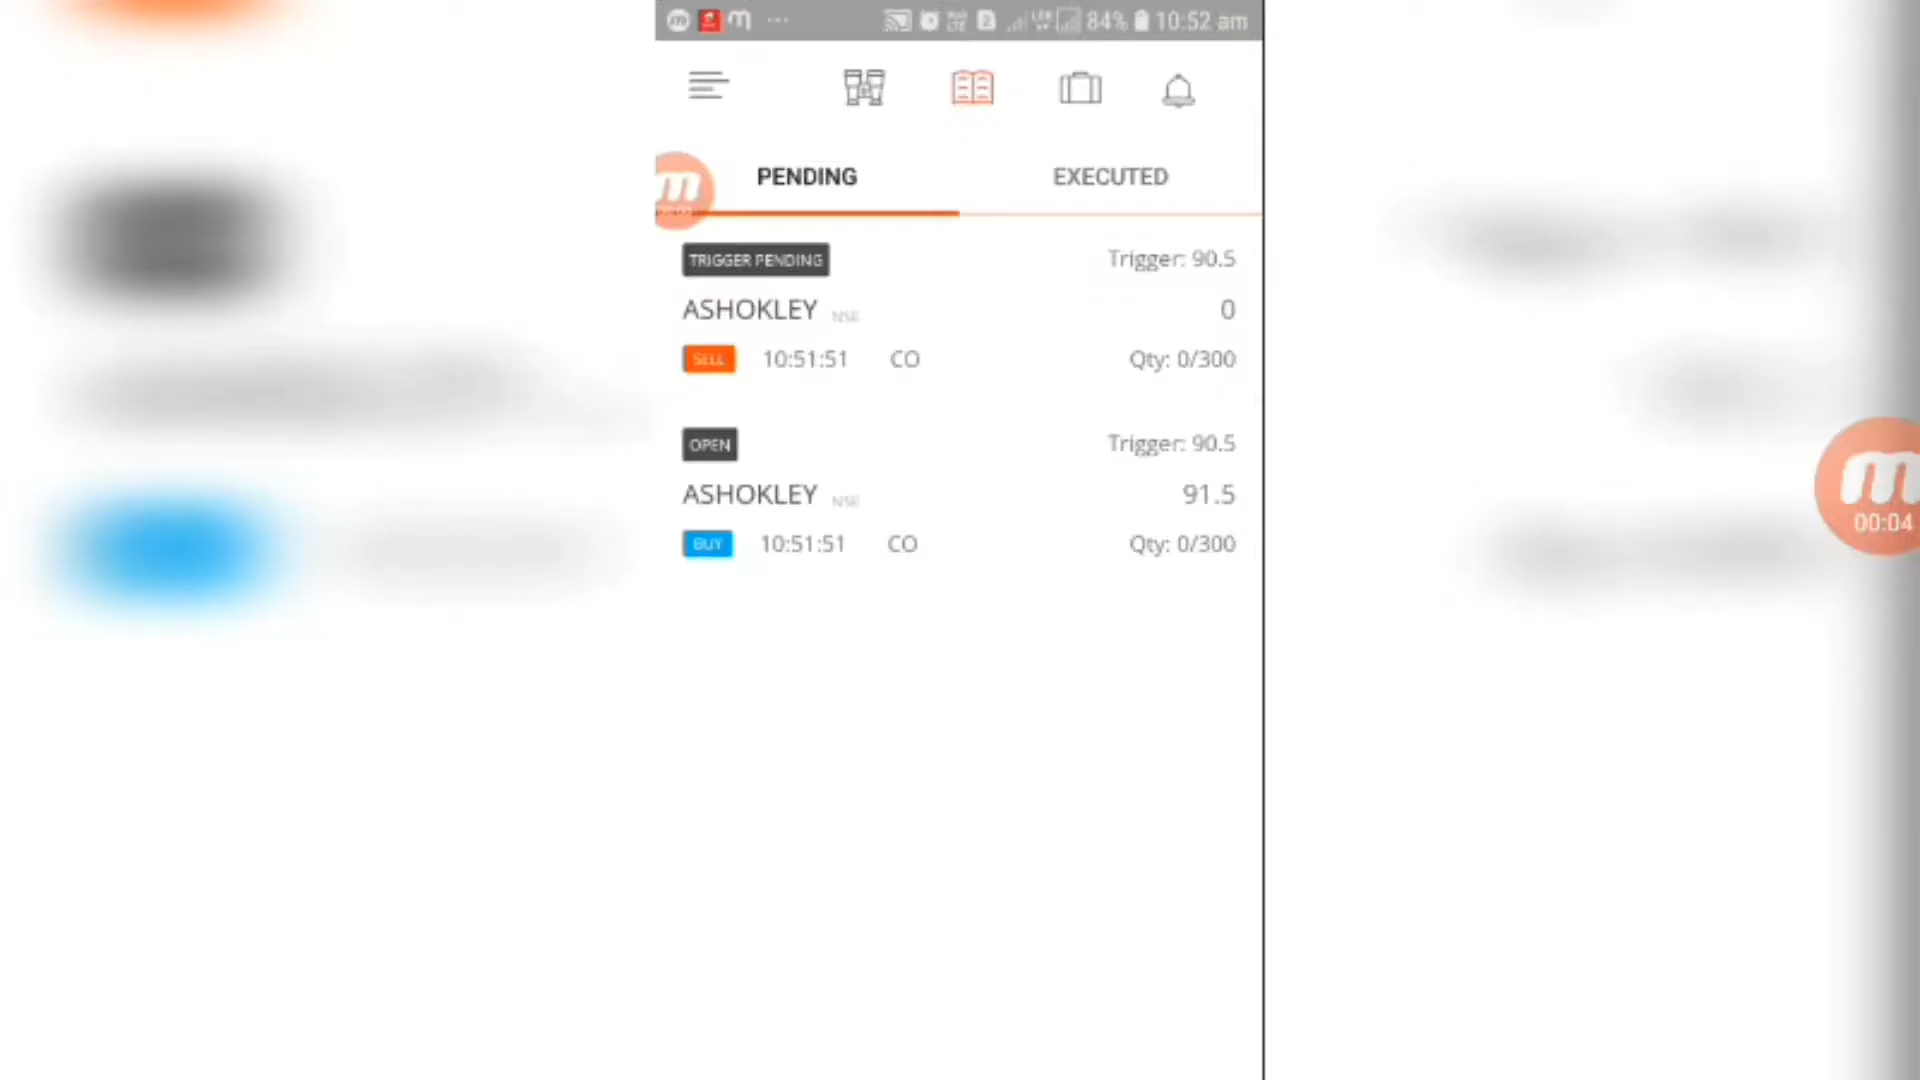 84% 10:52 am
PENDING EXECUTED
TRIGGER PENDING Trigger: 90.5
ASHOKLEY NSE 0
SELL 10:51:51 CO Qty: 0/300
OPEN Trigger: 90.5
ASHOKLEY NSE 91.5
BUY 10:51:51 CO Qty: 0/300
00:04